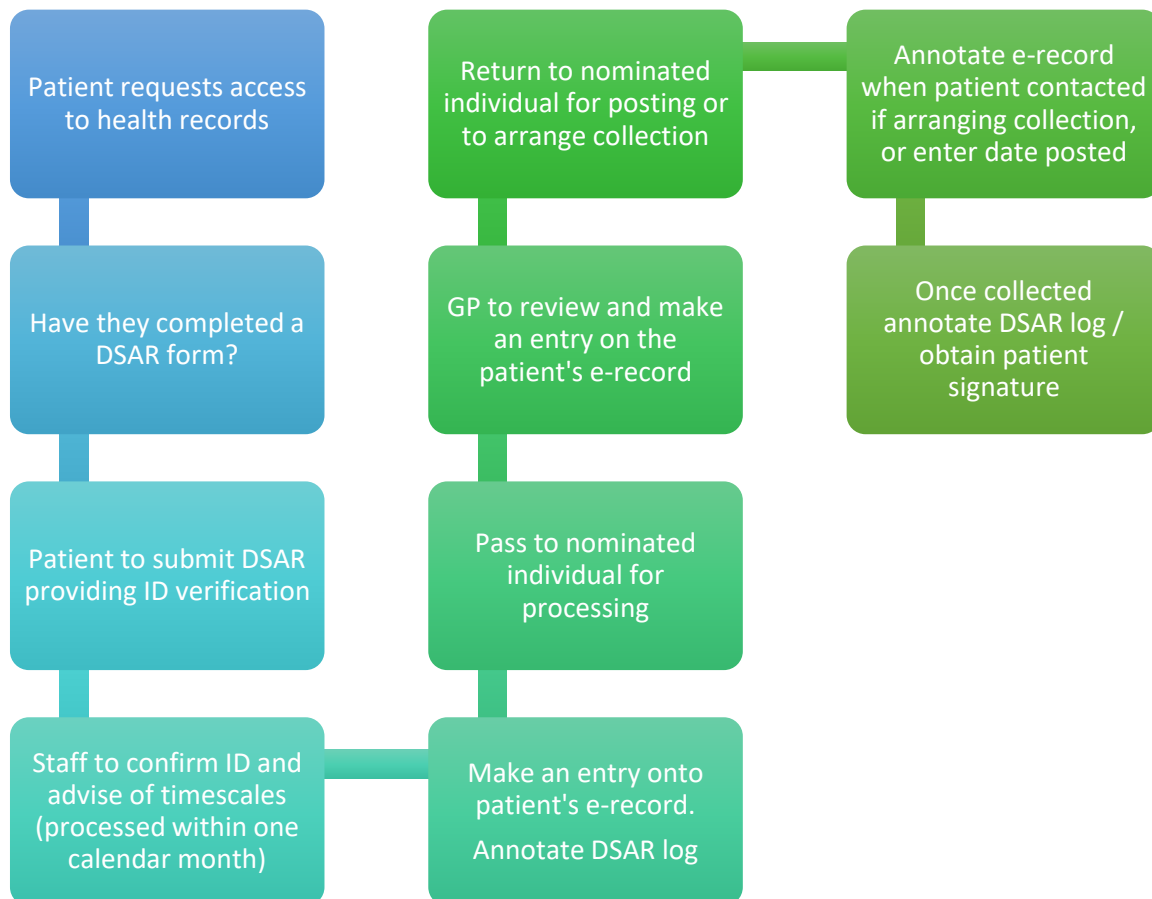 Patient requests access
to health records
Have they completed a
DSAR form?
Patient to submit DSAR
providing ID verification
Staff to confirm ID and
advise of timescales
(processed within one
calendar month)
Make an entry onto
patient's e-record.
Annotate DSAR log
Pass to nominated
individual for
processing
GP to review and make
an entry on the
patient's e-record
Return to nominated
individual for posting or
to arrange collection
Annotate e-record
when patient contacted
if arranging collection,
or enter date posted
Once collected
annotate DSAR log /
obtain patient
signature